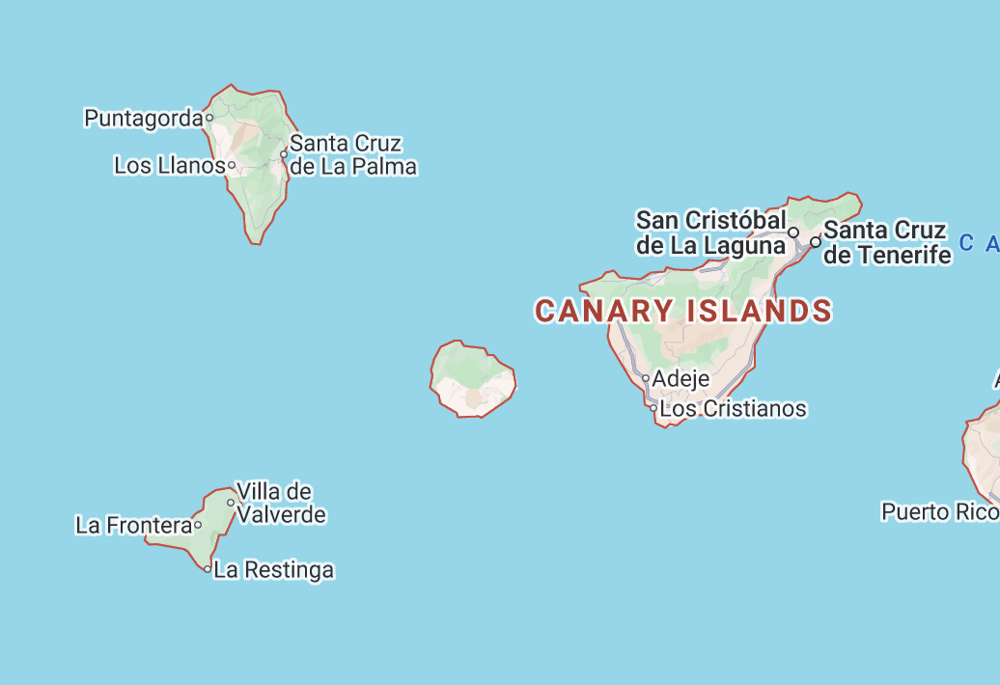 Puntagorda
Santa Cruz
de La Palma
Los Llanos
San Cristóbal
de La Laguna
Santa Cruz
de Tenerife
C A
CANARY ISLANDS
Adeje
A
Los Cristianos
Villa de
Valverde
Puerto Rico
La Frontera
La Restinga